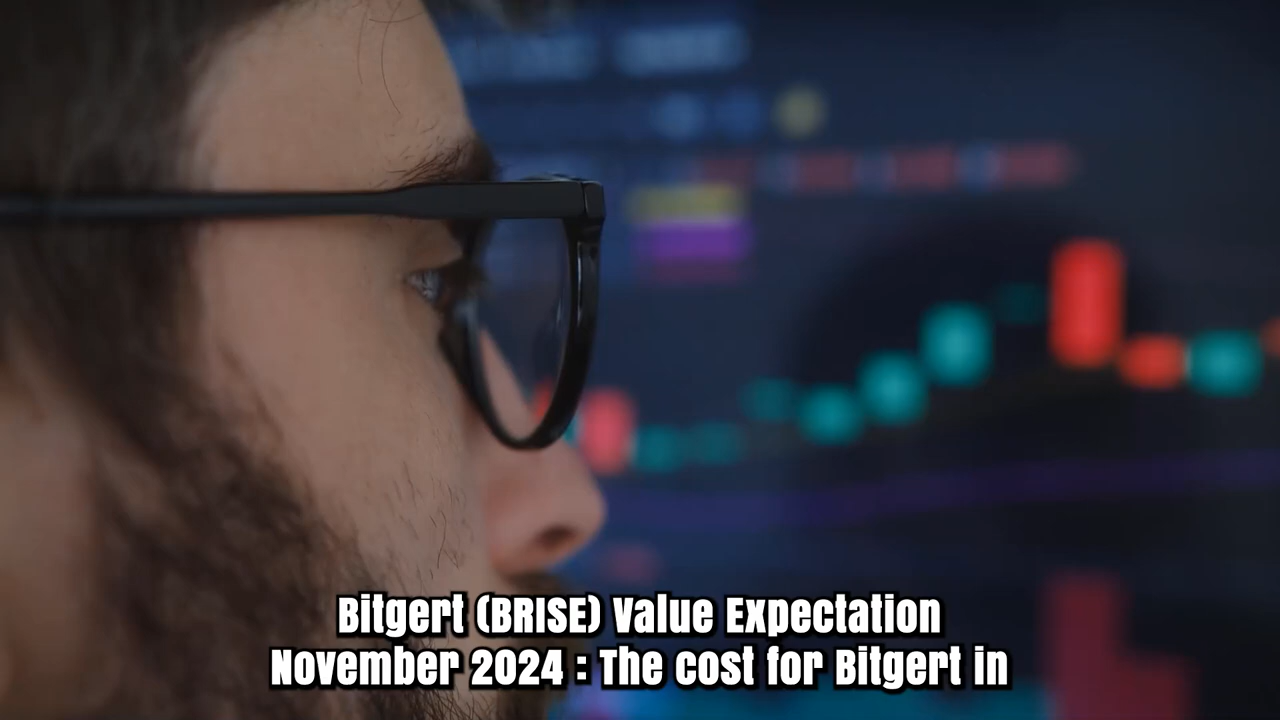 Bitgert (BRISE) Value Expectation
November 2024 : The cost for Bitgert in